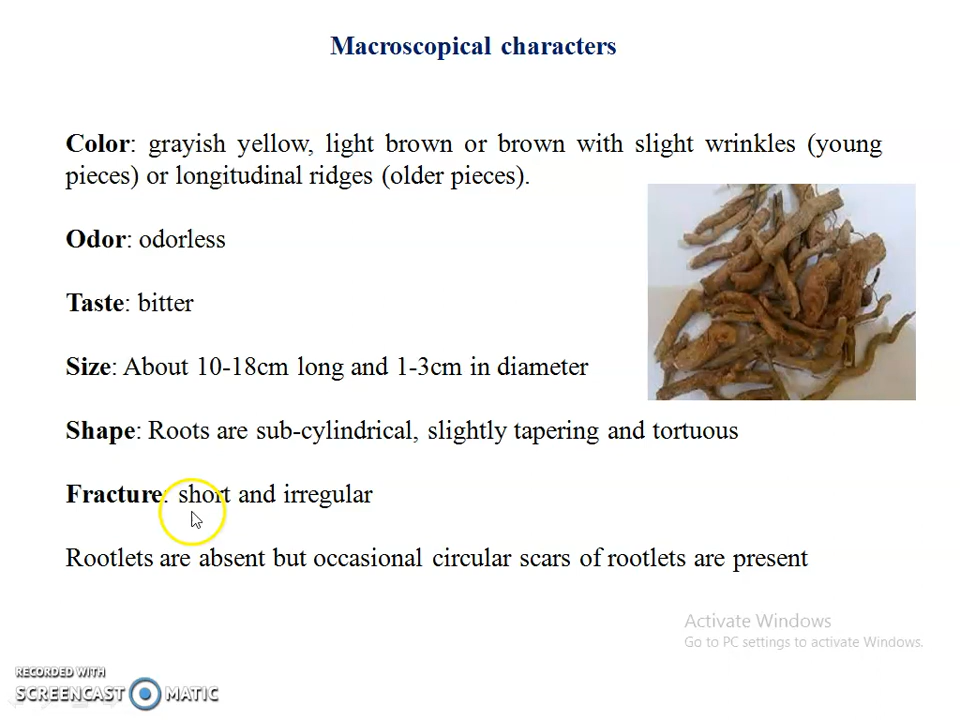 Macroscopical characters
Color: grayish yellow, light brown or brown with slight wrinkles (young
pieces) or longitudinal ridges (older pieces).
Odor: odorless
Taste: bitter
Size: About 10-18cm long and 1-3cm in diameter
Shape: Roots are sub-cylindrical, slightly tapering and tortuous
Fracture: short and irregular
Rootlets are absent but occasional circular scars of rootlets are present
Activate Windows
Go to PC settings to activate Windows.
RECORDED WITH
SCREENCAST MATIC